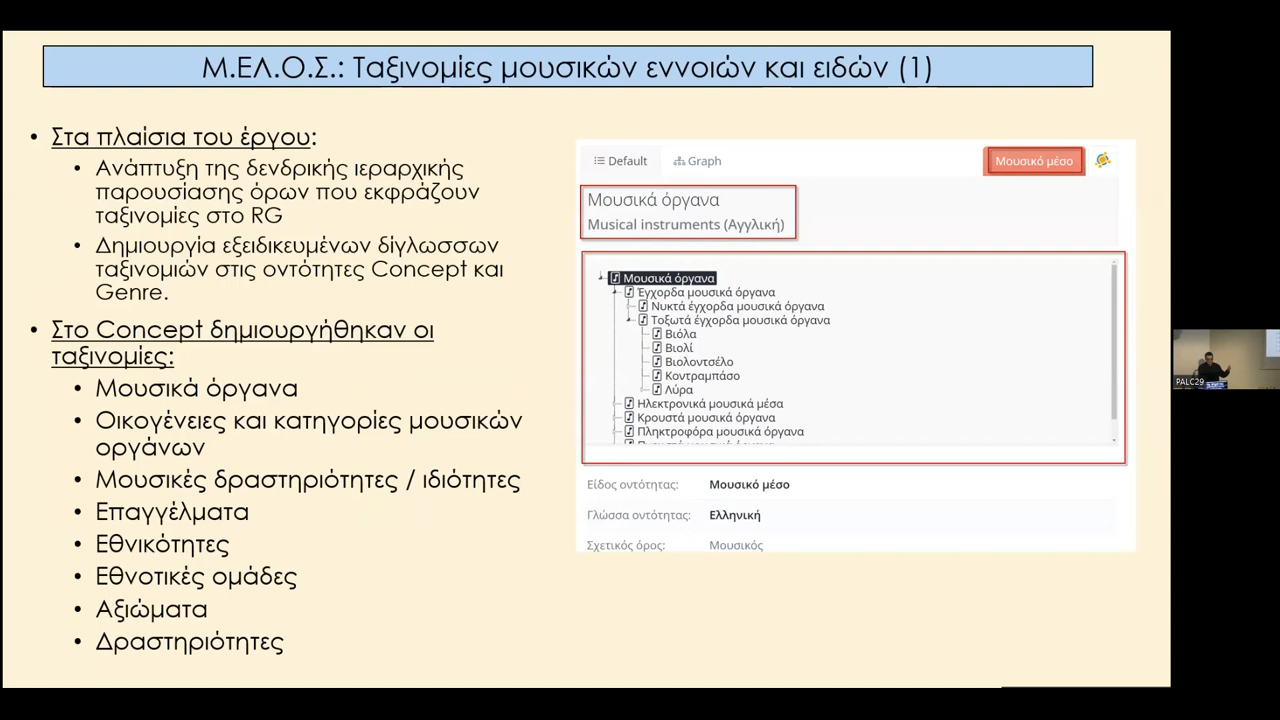 Μ.ΕΛ.Ο.Σ.: Ταξινομίες μουσικών εννοιών και ειδών (1)
• Στα πλαίσια του έργου:
• Ανάπτυξη της δενδρικής ιεραρχικής
παρουσίασης όρων που εκφράζουν
ταξινομίες στο RG
• Δημιουργία εξειδικευμένων δίγλωσσων
ταξινομιών στις οντότητες Concept και
Genre.
• Στο Concept δημιουργήθηκαν οι
ταξινομίες:
• Μουσικά όργανα
• Οικογένειες και κατηγορίες μουσικών
οργάνων
• Μουσικές δραστηριότητες / ιδιότητες
• Επαγγέλματα
• Εθνικότητες
• Εθνοτικές ομάδες
• Αξιώματα
• Δραστηριότητες
Default Graph Μουσικό μέσο
Μουσικά όργανα
Musical instruments (Αγγλική)
Μουσικά όργανα
Έγχορδα μουσικά όργανα
Νυκτά έγχορδα μουσικά όργανα
Τοξωτά έγχορδα μουσικά όργανα
Βιόλα
Βιολί
Βιολοντσέλο
Κοντραμπάσο
Λύρα
Ηλεκτρονικά μουσικά μέσα
Κρουστά μουσικά όργανα
Πληκτροφόρα μουσικά όργανα
Είδος οντότητας: Μουσικό μέσο
Γλώσσα οντότητας: Ελληνική
Σχετικός όρος: Μουσικός
PALC29